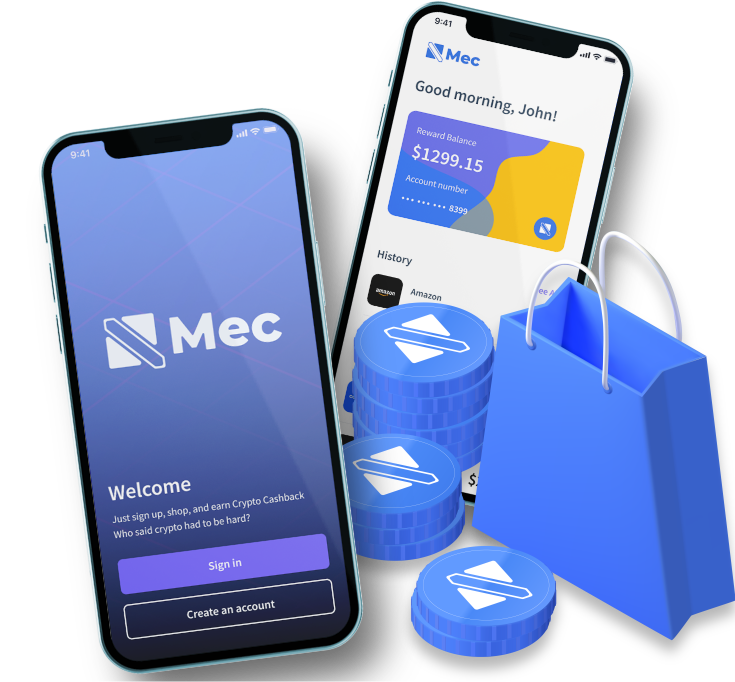 9:41
Mec
Welcome
Just sign up, shop, and earn Crypto Cashback
Who said crypto had to be hard?
Sign in
Create an account
9:41
Mec
Good morning, John!
Reward Balance
$1299.15
Account number
•••• •••• 8399
History
amazon
Amazon